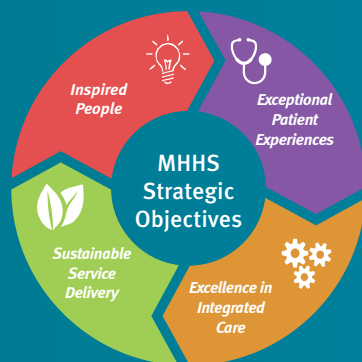 Inspired
People
Exceptional
Patient
Experiences
MHHS
Strategic
Objectives
Sustainable
Service
Delivery
Excellence in
Integrated
Care